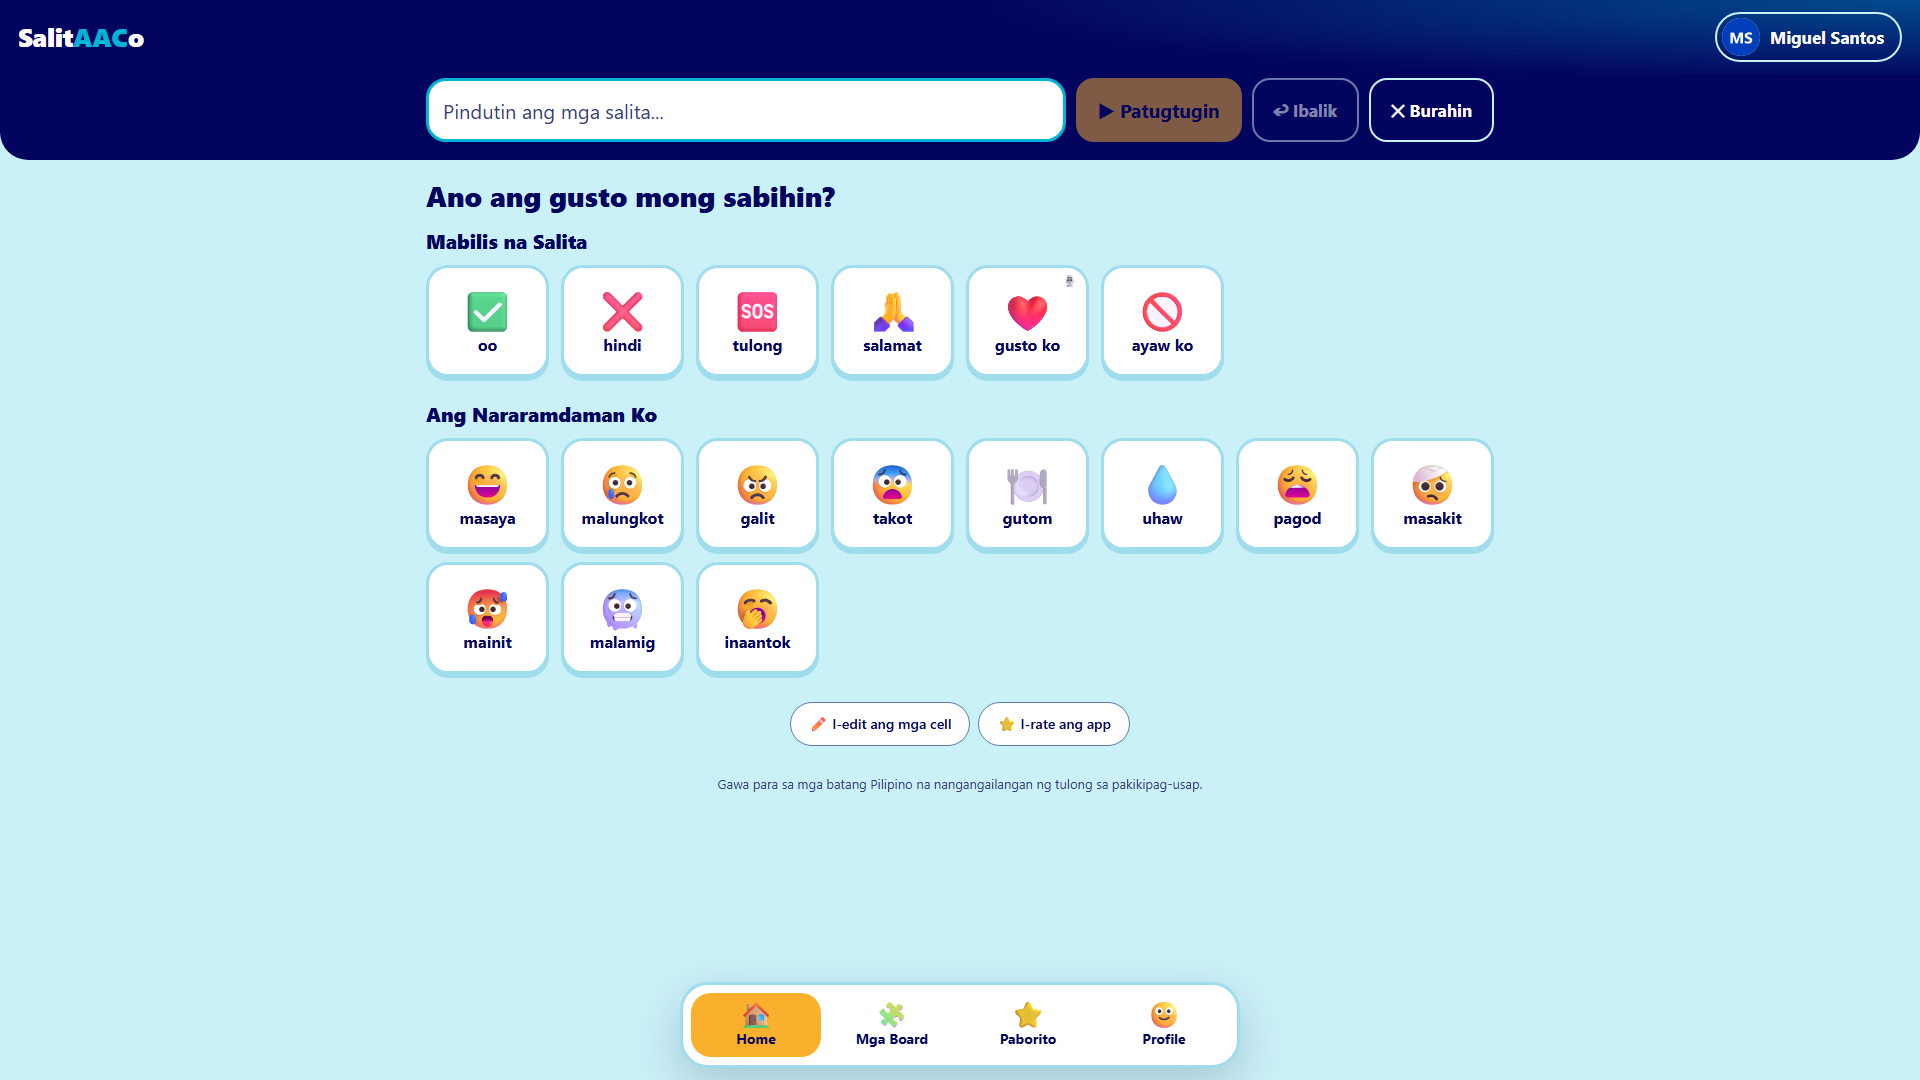 SalitAACo
MS Miguel Santos
Pindutin ang mga salita...
▶ Patugtugin
↩ Ibalik
✕ Burahin
Ano ang gusto mong sabihin?
Mabilis na Salita
SOS
oo hindi tulong salamat gusto ko ayaw ko
Ang Nararamdaman Ko
masaya malungkot galit takot gutom uhaw pagod masakit
mainit malamig inaantok
I-edit ang mga cell
I-rate ang app
Gawa para sa mga batang Pilipino na nangangailangan ng tulong sa pakikipag-usap.
Home Mga Board Paborito Profile